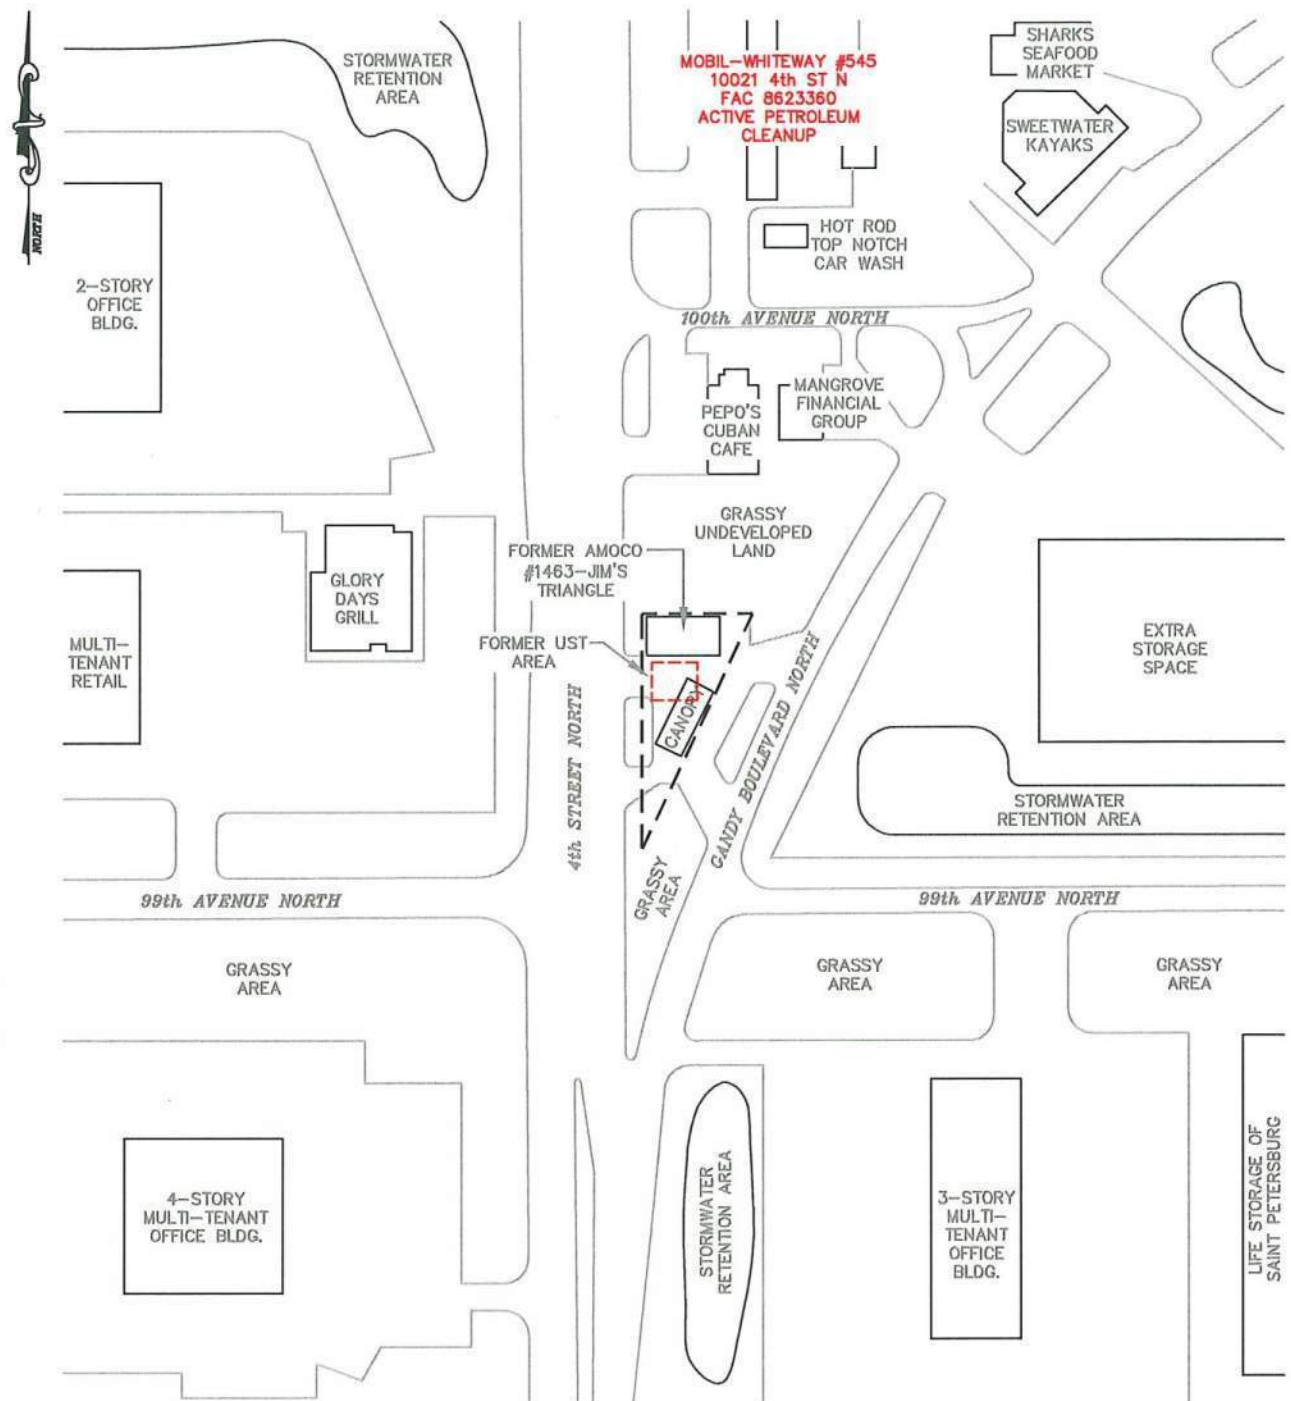 SHARKS
SEAFOOD
MARKET
STORMWATER
RETENTION
AREA
MOBIL-WHITEWAY #545
10021 4th ST N
FAC 8623360
ACTIVE PETROLEUM
CLEANUP
SWEETWATER
KAYAKS
NORTH
HOT ROD
TOP NOTCH
CAR WASH
2-STORY
OFFICE
BLDG.
100th AVENUE NORTH
PEPO'S
CUBAN
CAFE
MANGROVE
FINANCIAL
GROUP
GRASSY
UNDEVELOPED
LAND
FORMER AMOCO
#1463-JIM'S
TRIANGLE
GLORY
DAYS
GRILL
FORMER UST
AREA
MULTI-
TENANT
RETAIL
EXTRA
STORAGE
SPACE
CANOPY
4th STREET NORTH
GANDY BOULEVARD NORTH
STORMWATER
RETENTION AREA
GRASSY
AREA
99th AVENUE NORTH
99th AVENUE NORTH
GRASSY
AREA
GRASSY
AREA
GRASSY
AREA
4-STORY
MULTI-TENANT
OFFICE BLDG.
STORMWATER
RETENTION AREA
3-STORY
MULTI-
TENANT
OFFICE
BLDG.
LIFE STORAGE OF
SAINT PETERSBURG